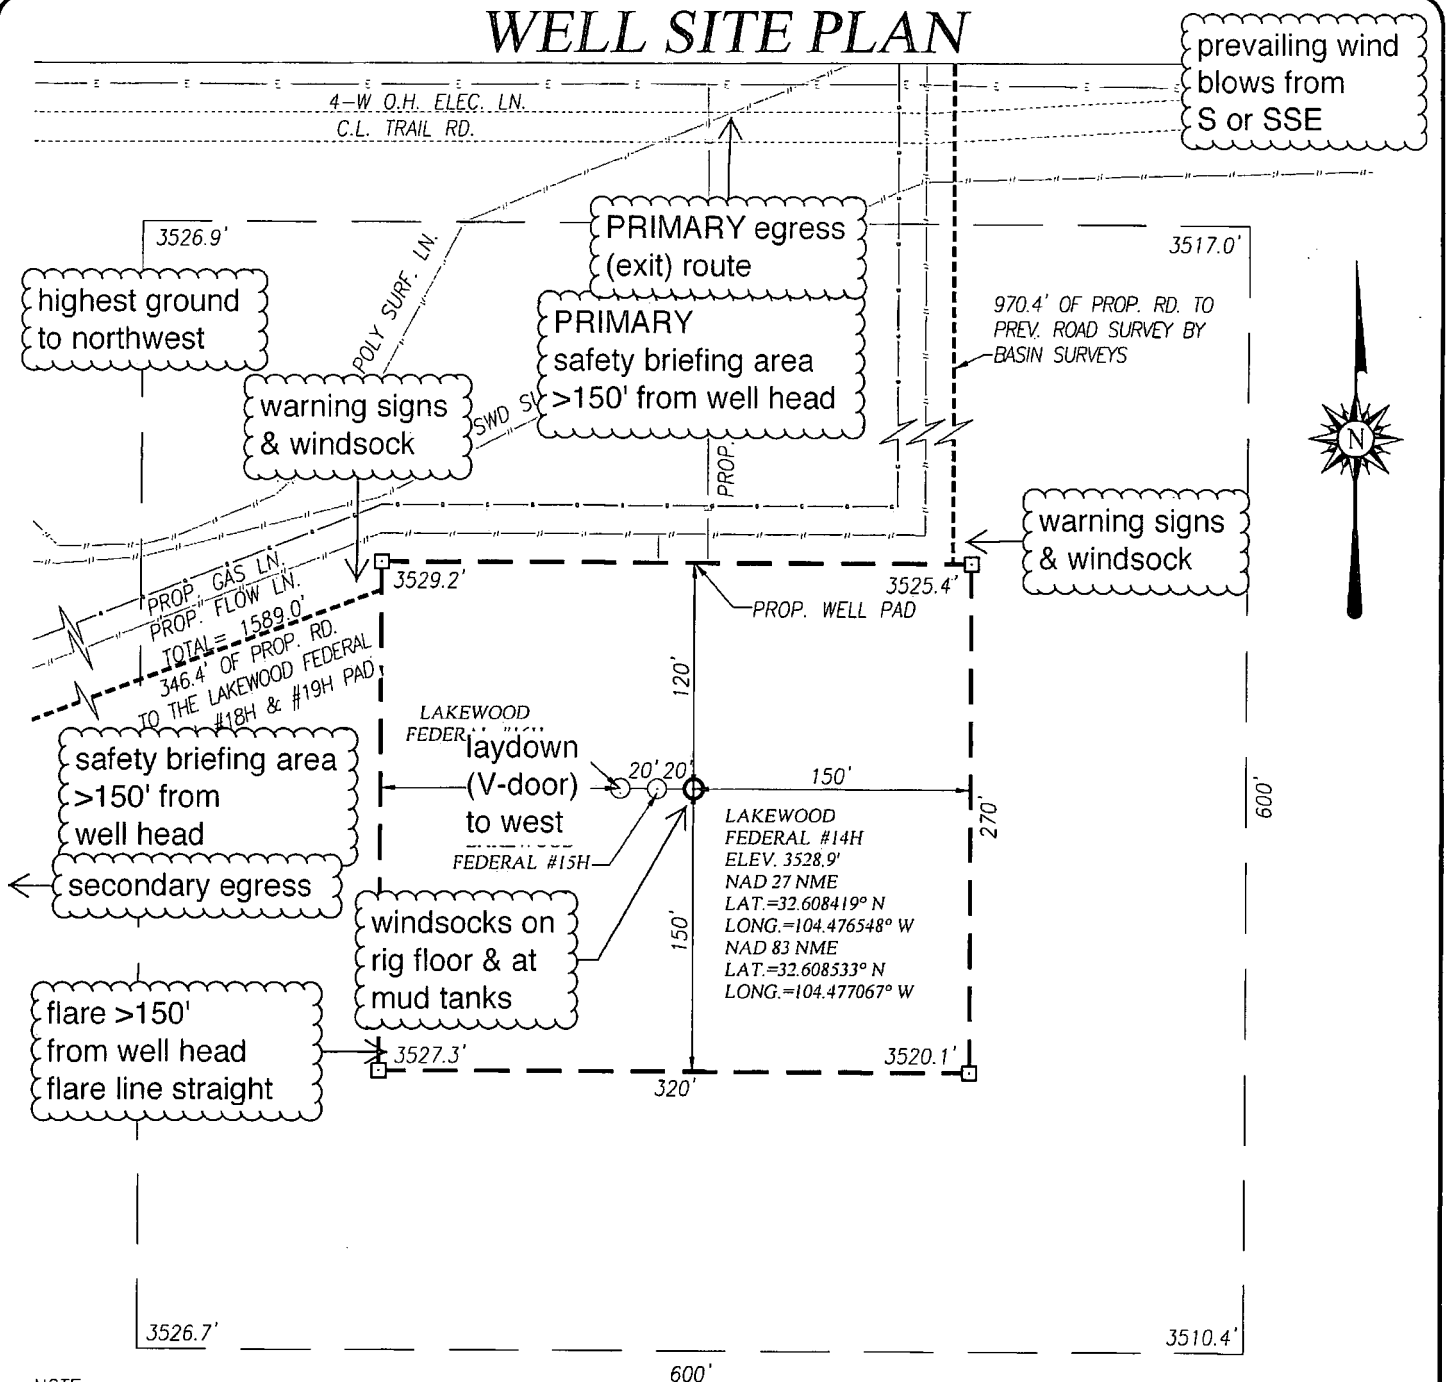 WELL SITE PLAN
prevailing wind
blows from
S or SSE
4-W O.H. ELEC. LN.
C.L. TRAIL RD.
3526.9'
PRIMARY egress
(exit) route
3517.0'
highest ground
to northwest
POLY SURF. LN.
PRIMARY
safety briefing area
>150' from well head
970.4' OF PROP. RD. TO
PREV. ROAD SURVEY BY
BASIN SURVEYS
warning signs
& windsock
SWD
PROP.
N
warning signs
& windsock
3529.2'
3525.4'
PROP. WELL PAD
PROP. GAS LN.
PROP. FLOW LN.
TOTAL= 1589.0'
346.4' OF PROP. RD.
TO THE LAKEWOOD FEDERAL
#18H & #19H PAD
120'
LAKEWOOD
laydown
(V-door)
to west
20' 20'
150'
270'
600'
safety briefing area
>150' from
well head
FEDERAL #15H
LAKEWOOD
FEDERAL #14H
ELEV. 3528.9'
NAD 27 NME
LAT.=32.608419° N
LONG.=104.476548° W
NAD 83 NME
LAT.=32.608533° N
LONG.=104.477067° W
secondary egress
windsocks on
rig floor & at
mud tanks
150'
flare >150'
from well head
flare line straight
3527.3'
3520.1'
320'
3526.7'
3510.4'
600'